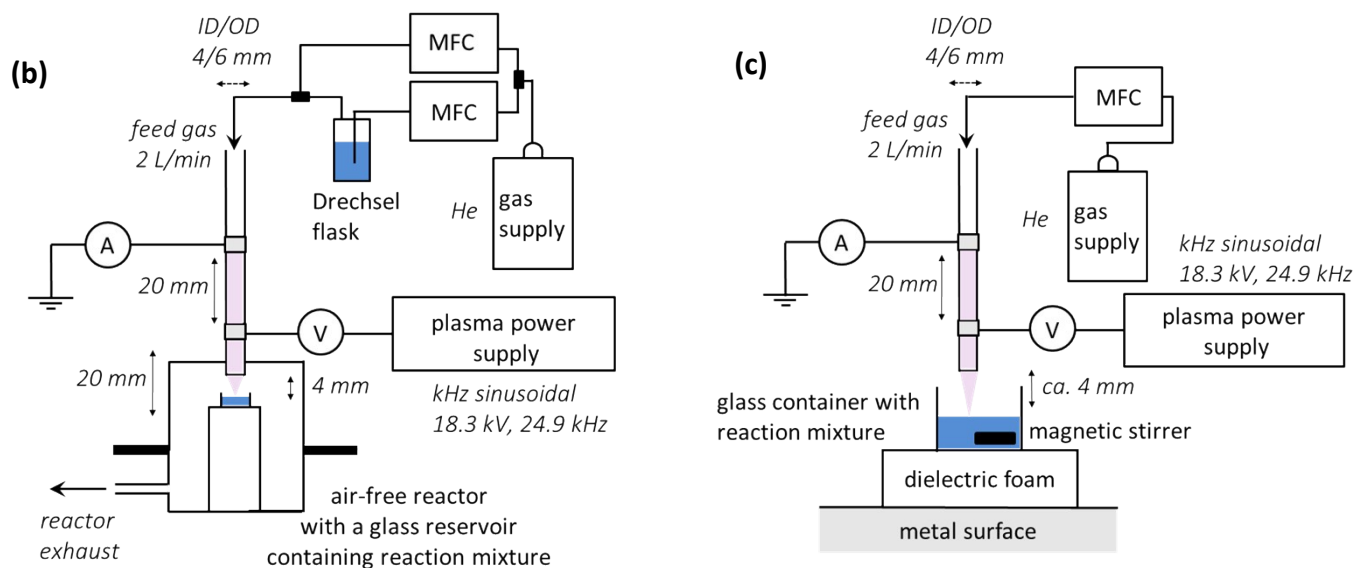 (b)
ID/OD
4/6 mm
MFC
MFC
feed gas
2 L/min
Drechsel
flask
He
gas
supply
A
20 mm
V
plasma power
supply
20 mm
4 mm
kHz sinusoidal
18.3 kV, 24.9 kHz
reactor
exhaust
air-free reactor
with a glass reservoir
containing reaction mixture
(c)
ID/OD
4/6 mm
MFC
feed gas
2 L/min
He
gas
supply
A
20 mm
kHz sinusoidal
18.3 kV, 24.9 kHz
V
plasma power
supply
ca. 4 mm
glass container with
reaction mixture
magnetic stirrer
dielectric foam
metal surface